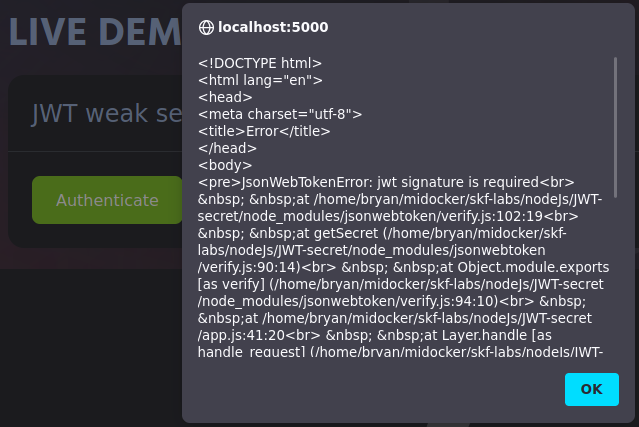 LIVE DEM
localhost:5000
<!DOCTYPE html>
<html lang="en">
<head>
<meta charset="utf-8">
<title>Error</title>
</head>
<body>
<pre>JsonWebTokenError: jwt signature is required<br>
&nbsp; &nbsp;at /home/bryan/midocker/skf-labs/nodeJs/JWT-
secret/node_modules/jsonwebtoken/verify.js:102:19<br>
&nbsp; &nbsp;at getSecret (/home/bryan/midocker/skf-
labs/nodeJs/JWT-secret/node_modules/jsonwebtoken
/verify.js:90:14)<br> &nbsp; &nbsp;at Object.module.exports
[as verify] (/home/bryan/midocker/skf-labs/nodeJs/JWT-secret
/node_modules/jsonwebtoken/verify.js:94:10)<br> &nbsp;
&nbsp;at /home/bryan/midocker/skf-labs/nodeJs/JWT-secret
/app.js:41:20<br> &nbsp; &nbsp;at Layer.handle [as
handle_request] (/home/bryan/midocker/skf-labs/nodeJs/JWT-
JWT weak se
Authenticate
OK